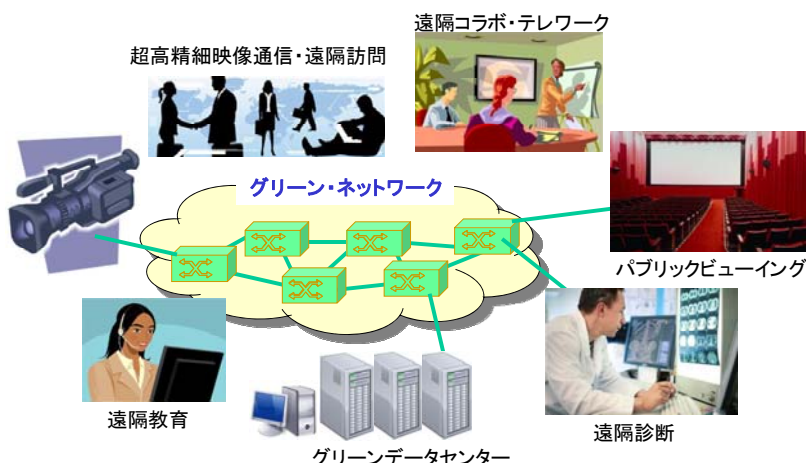 遠隔コラボ・テレワーク
超高精細映像通信・遠隔訪問
グリーン・ネットワーク
パブリックビューイング
遠隔教育
遠隔診断
グリーンデータセンター